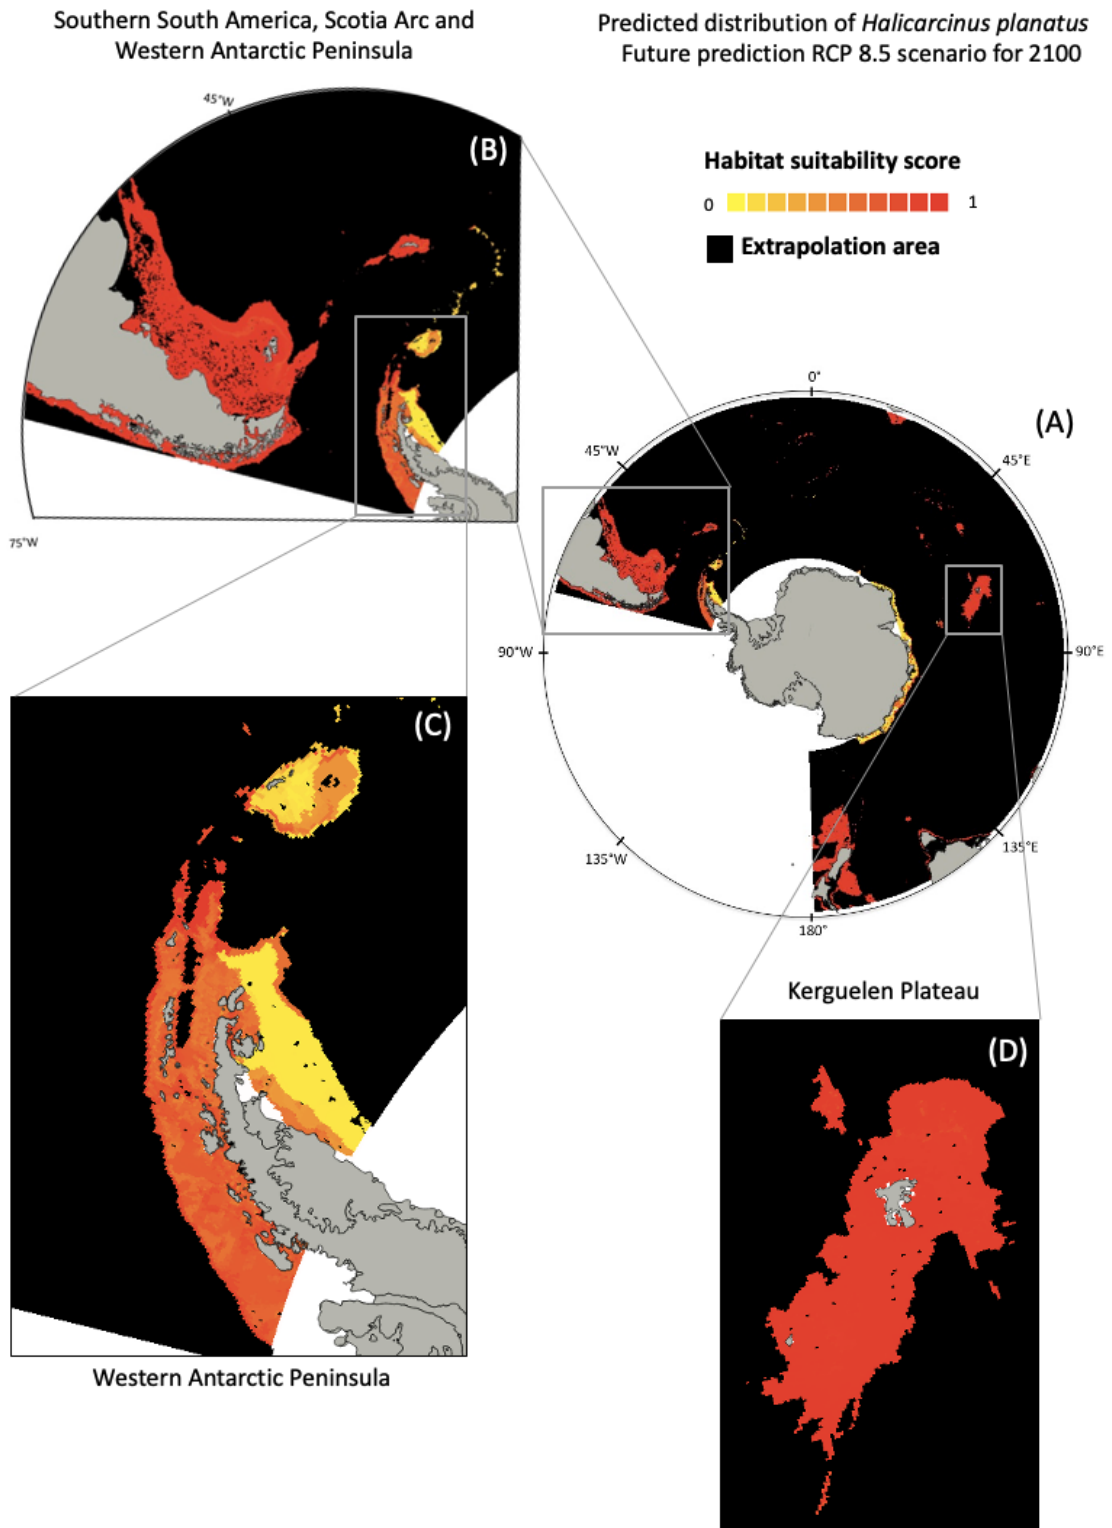 Southern South America, Scotia Arc and
Western Antarctic Peninsula
Predicted distribution of Halicarcinus planatus
Future prediction RCP 8.5 scenario for 2100
45°W
(B)
Habitat suitability score
0 1
Extrapolation area
75°W
0°
(A)
45°W
45°E
90°W
90°E
(C)
135°W
135°E
180°
Kerguelen Plateau
(D)
Western Antarctic Peninsula